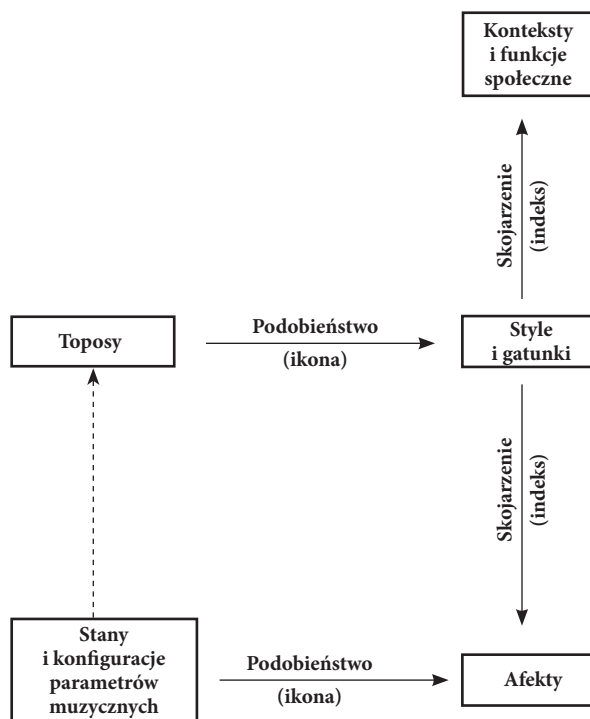 Konteksty
i funkcje
społeczne
Skojarzenie
(indeks)
Toposy
Podobieństwo
(ikona)
Style
i gatunki
Skojarzenie
(indeks)
Stany
i konfiguracje
parametrów
muzycznych
Podobieństwo
(ikona)
Afekty